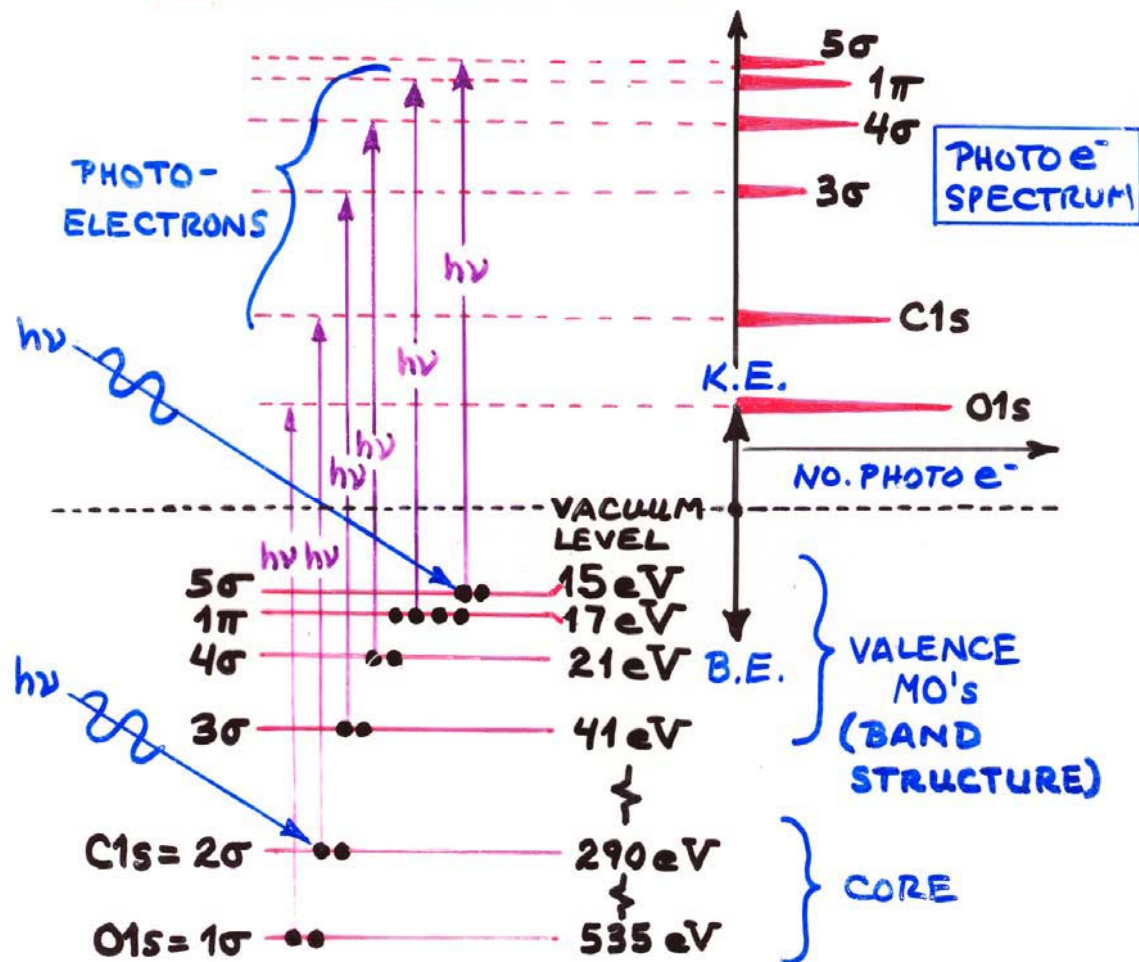 5σ
1π
4σ
3σ
PHOTO e⁻
SPECTRUM
PHOTO-
ELECTRONS
hν
C1s
hν
hν
K.E.
O1s
hν
hν
NO. PHOTO e⁻
VACUUM
LEVEL
hν
hν
5σ
15 eV
1π
17 eV
4σ
21 eV
B.E.
VALENCE
MO'S
(BAND
STRUCTURE)
hν
3σ
41 eV
C1s = 2σ
290 eV
CORE
O1s = 1σ
535 eV